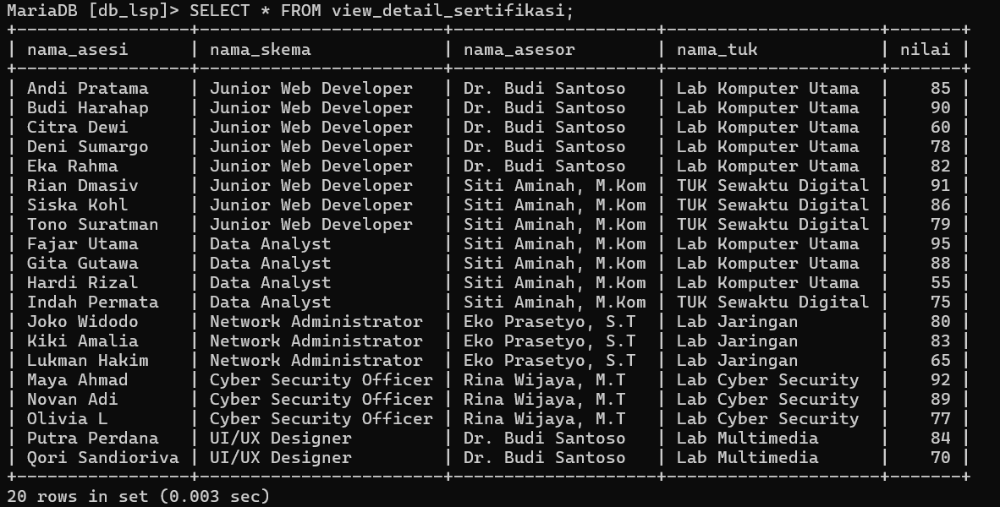 MariaDB [db_lsp]> SELECT * FROM view_detail_sertifikasi;
+-----------------+------------------------+--------------------+---------------------+-------+
| nama_asesi      | nama_skema             | nama_asesor        | nama_tuk            | nilai |
+-----------------+------------------------+--------------------+---------------------+-------+
| Andi Pratama    | Junior Web Developer   | Dr. Budi Santoso   | Lab Komputer Utama  |    85 |
| Budi Harahap    | Junior Web Developer   | Dr. Budi Santoso   | Lab Komputer Utama  |    90 |
| Citra Dewi      | Junior Web Developer   | Dr. Budi Santoso   | Lab Komputer Utama  |    60 |
| Deni Sumargo    | Junior Web Developer   | Dr. Budi Santoso   | Lab Komputer Utama  |    78 |
| Eka Rahma       | Junior Web Developer   | Dr. Budi Santoso   | Lab Komputer Utama  |    82 |
| Rian Dmasiv     | Junior Web Developer   | Siti Aminah, M.Kom | TUK Sewaktu Digital |    91 |
| Siska Kohl      | Junior Web Developer   | Siti Aminah, M.Kom | TUK Sewaktu Digital |    86 |
| Tono Suratman   | Junior Web Developer   | Siti Aminah, M.Kom | TUK Sewaktu Digital |    79 |
| Fajar Utama     | Data Analyst           | Siti Aminah, M.Kom | Lab Komputer Utama  |    95 |
| Gita Gutawa     | Data Analyst           | Siti Aminah, M.Kom | Lab Komputer Utama  |    88 |
| Hardi Rizal     | Data Analyst           | Siti Aminah, M.Kom | Lab Komputer Utama  |    55 |
| Indah Permata   | Data Analyst           | Siti Aminah, M.Kom | TUK Sewaktu Digital |    75 |
| Joko Widodo     | Network Administrator  | Eko Prasetyo, S.T  | Lab Jaringan        |    80 |
| Kiki Amalia     | Network Administrator  | Eko Prasetyo, S.T  | Lab Jaringan        |    83 |
| Lukman Hakim    | Network Administrator  | Eko Prasetyo, S.T  | Lab Jaringan        |    65 |
| Maya Ahmad      | Cyber Security Officer | Rina Wijaya, M.T   | Lab Cyber Security  |    92 |
| Novan Adi       | Cyber Security Officer | Rina Wijaya, M.T   | Lab Cyber Security  |    89 |
| Olivia L        | Cyber Security Officer | Rina Wijaya, M.T   | Lab Cyber Security  |    77 |
| Putra Perdana   | UI/UX Designer         | Dr. Budi Santoso   | Lab Multimedia      |    84 |
| Qori Sandioriva | UI/UX Designer         | Dr. Budi Santoso   | Lab Multimedia      |    70 |
+-----------------+------------------------+--------------------+---------------------+-------+
20 rows in set (0.003 sec)